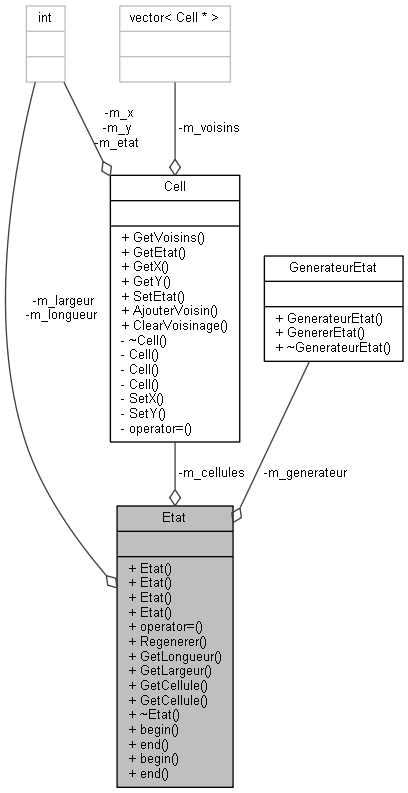 int
vector< Cell * >
-m_x
-m_y
-m_etat
-m_voisins
Cell
+ GetVoisins()
+ GetEtat()
+ GetX()
+ GetY()
+ SetEtat()
+ AjouterVoisin()
+ ClearVoisinage()
- ~Cell()
- Cell()
- Cell()
- Cell()
- SetX()
- SetY()
- operator=()
GenerateurEtat
+ GenerateurEtat()
+ GenererEtat()
+ ~GenerateurEtat()
-m_largeur
-m_longueur
-m_cellules
-m_generateur
Etat
+ Etat()
+ Etat()
+ Etat()
+ Etat()
+ operator=()
+ Regenerer()
+ GetLongueur()
+ GetLargeur()
+ GetCellule()
+ GetCellule()
+ ~Etat()
+ begin()
+ end()
+ begin()
+ end()